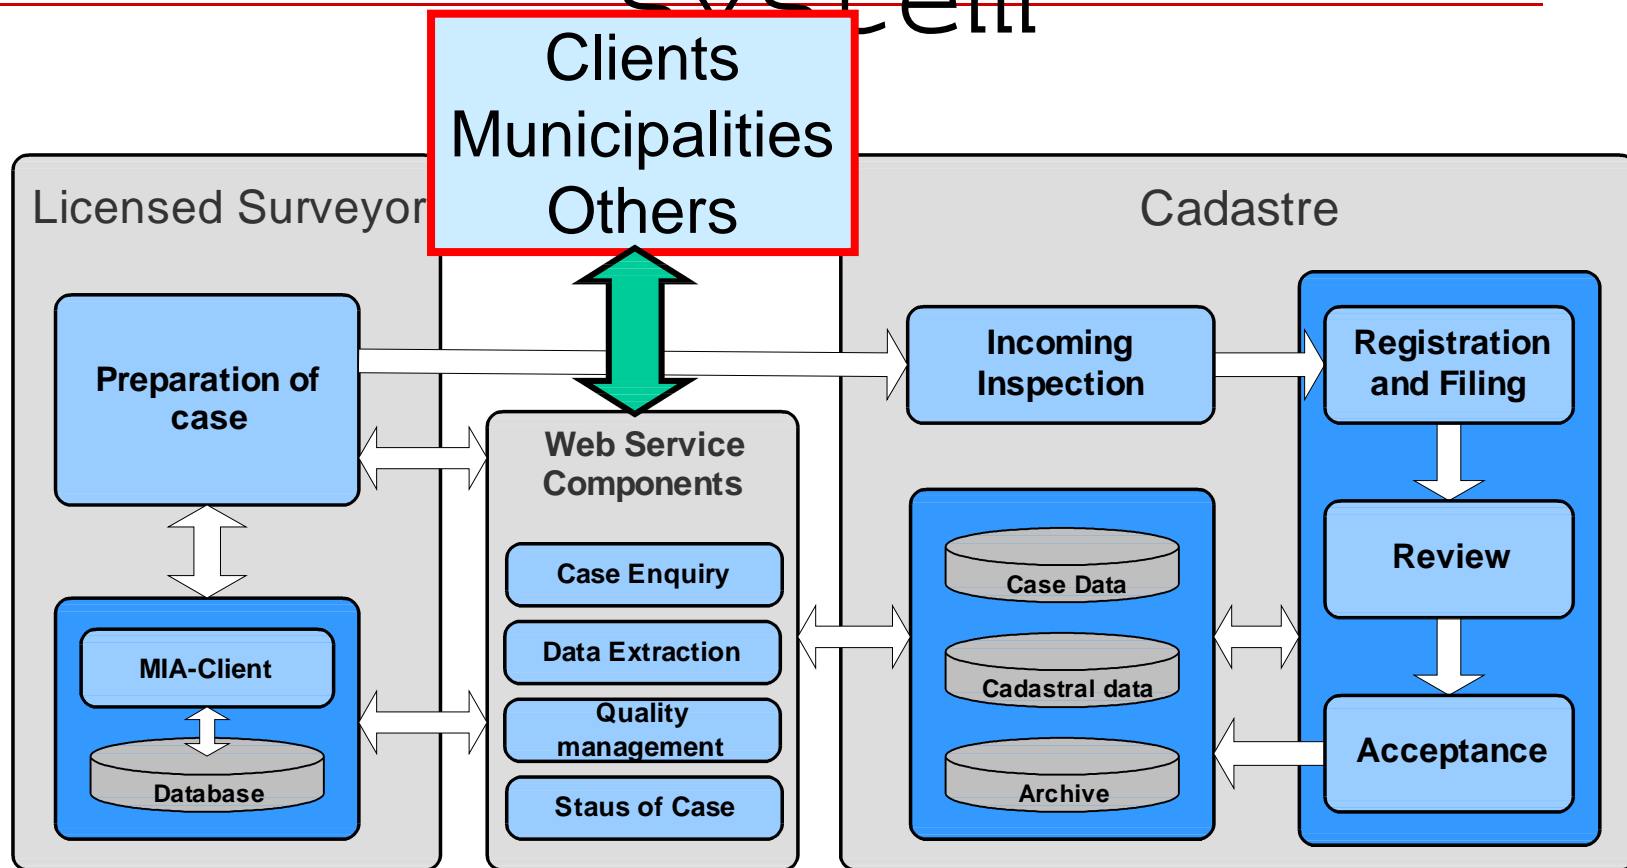 system
Clients
Municipalities
Others
Licensed Surveyor
Cadastre
Preparation of
case
Incoming
Inspection
Registration
and Filing
Web Service
Components
Case Enquiry
Data Extraction
Quality
management
Staus of Case
MIA-Client
Database
Case Data
Cadastral data
Archive
Review
Acceptance